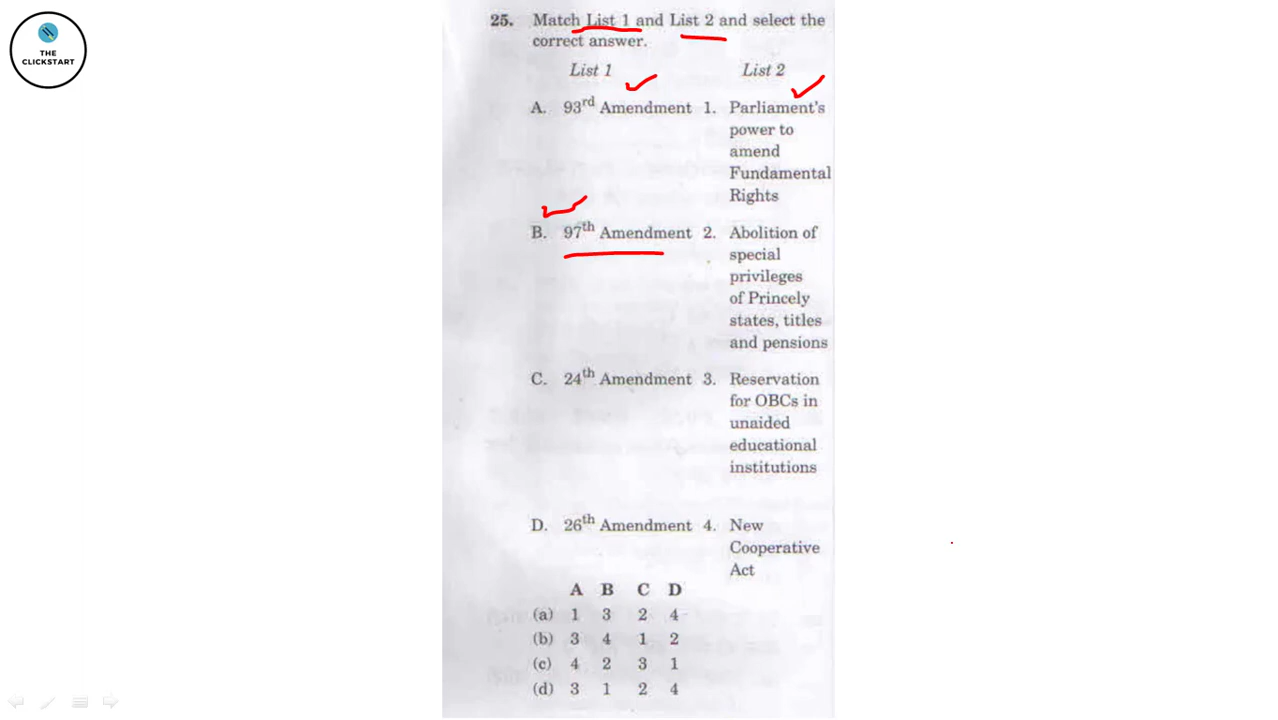 THE
CLICKSTART
25. Match List 1 and List 2 and select the
correct answer.
List 1 List 2
A. 93rd Amendment 1. Parliament's
power to
amend
Fundamental
Rights
B. 97th Amendment 2. Abolition of
special
privileges
of Princely
states, titles
and pensions
C. 24th Amendment 3. Reservation
for OBCs in
unaided
educational
institutions
D. 26th Amendment 4. New
Cooperative
Act
A B C D
(a) 1 3 2 4
(b) 3 4 1 2
(c) 4 2 3 1
(d) 3 1 2 4